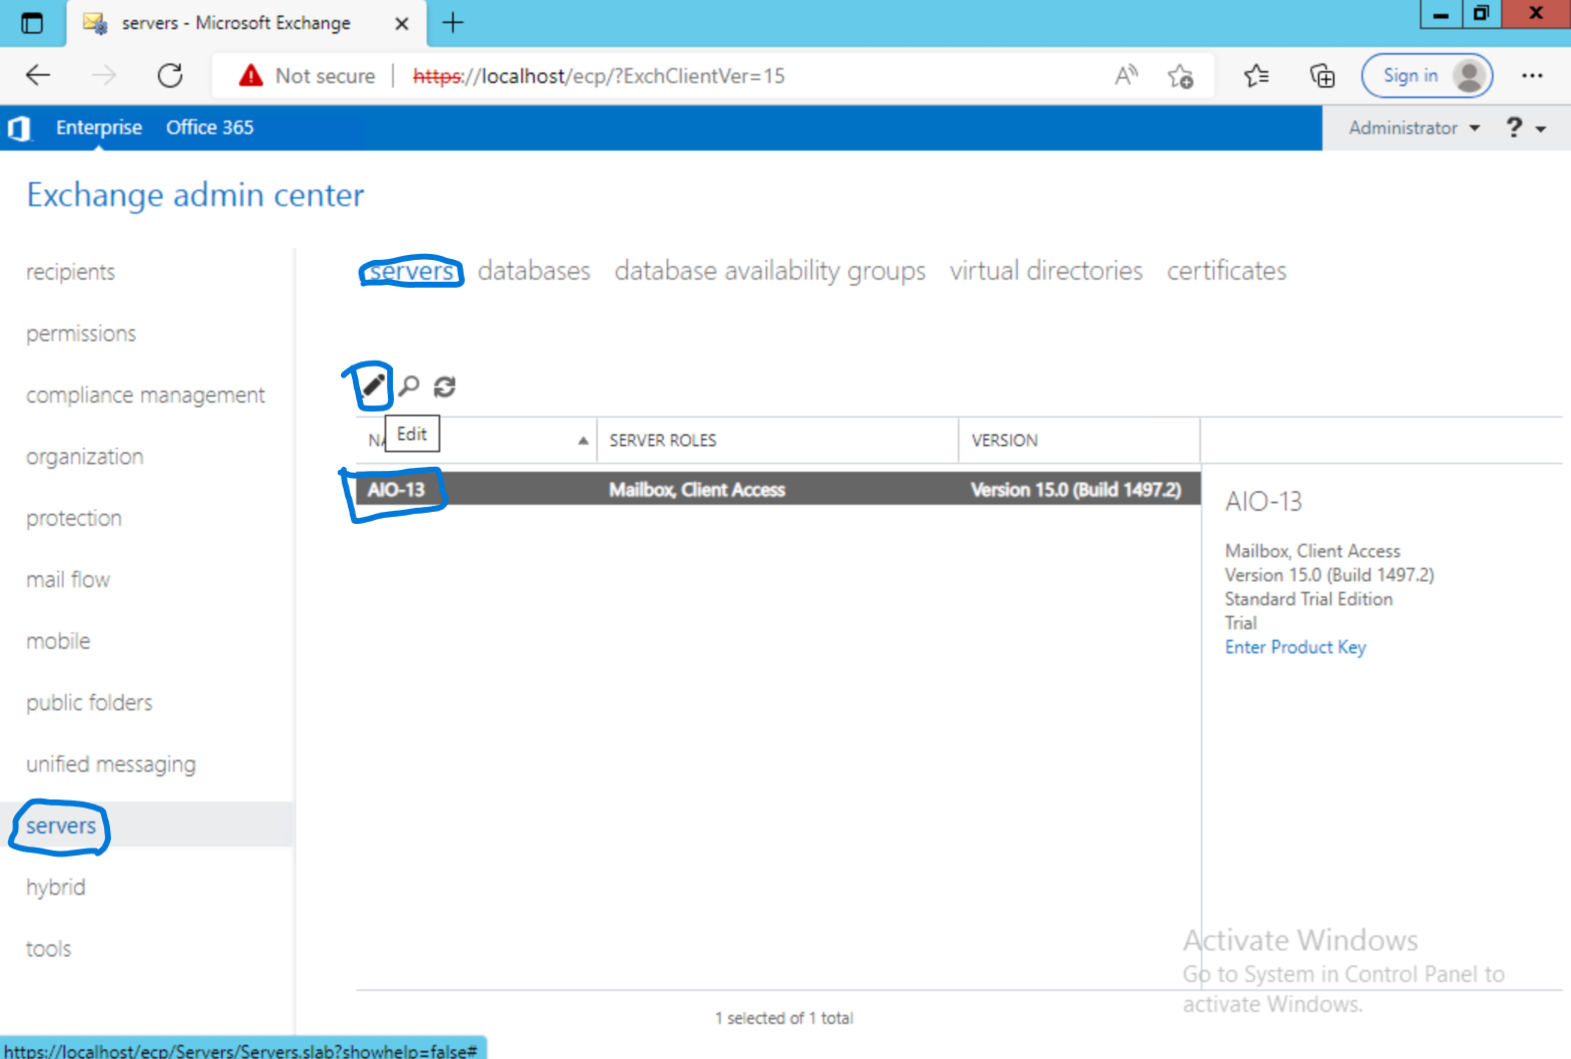 servers - Microsoft Exchange
Not secure https://localhost/ecp/?ExchClientVer=15
Sign in
Enterprise Office 365
Administrator ?
Exchange admin center
recipients
permissions
compliance management
organization
protection
mail flow
mobile
public folders
unified messaging
servers
hybrid
tools
servers databases database availability groups virtual directories certificates
Edit
NA SERVER ROLES VERSION
AIO-13 Mailbox, Client Access Version 15.0 (Build 1497.2)
AIO-13
Mailbox, Client Access
Version 15.0 (Build 1497.2)
Standard Trial Edition
Trial
Enter Product Key
1 selected of 1 total
Activate Windows
Go to System in Control Panel to
activate Windows.
https://localhost/ecp/Servers/Servers.slab?showhelp=false#